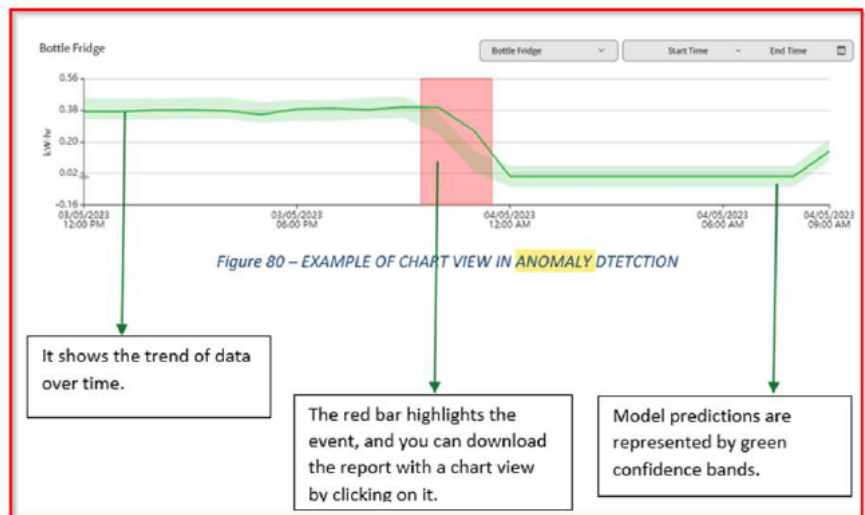 Bottle Fridge
Bottle Fridge
Start Time - End Time
0.56
0.38
0.20
0.02
-0.16
kW-hr
03/05/2023
12:00 PM
03/05/2023
06:00 PM
04/05/2023
12:00 AM
04/05/2023
06:00 AM
04/05/2023
09:00 AM
Figure 80 – EXAMPLE OF CHART VIEW IN ANOMALY DTETCTION
It shows the trend of data
over time.
The red bar highlights the
event, and you can download
the report with a chart view
by clicking on it.
Model predictions are
represented by green
confidence bands.